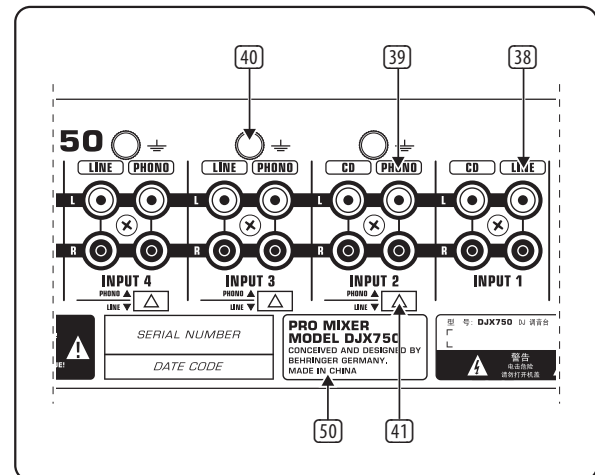 40 39 38
50
LINE PHONO LINE PHONO CD PHONO CD LINE
L L L L
R R R R
INPUT 4 INPUT 3 INPUT 2 INPUT 1
PHONO ▲ PHONO ▲ PHONO ▲
LINE ▼ LINE ▼ LINE ▼
SERIAL NUMBER
DATE CODE
PRO MIXER
MODEL DJX750
CONCEIVED AND DESIGNED BY
BEHRINGER GERMANY.
MADE IN CHINA
型 号: DJX750 DJ 调音台
警告
电击危险
请勿打开机盖
50 41